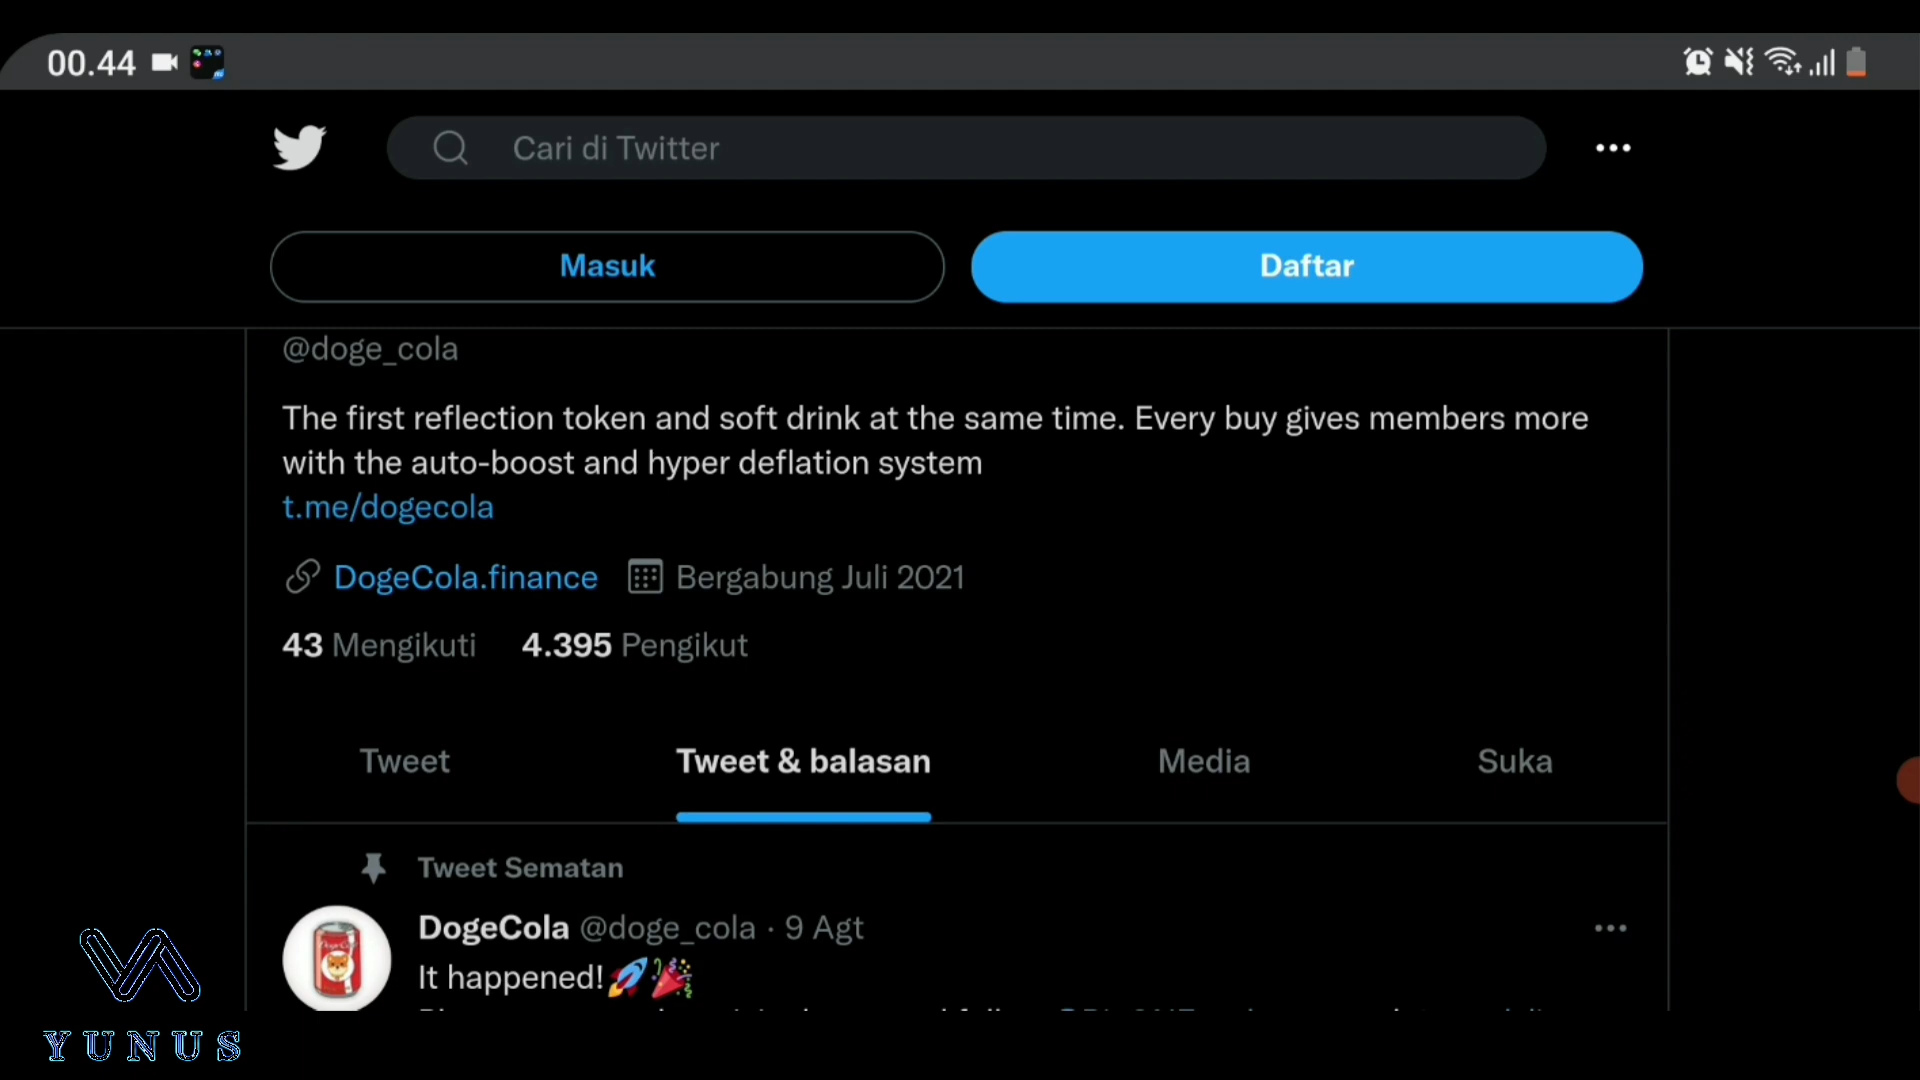 00.44
Cari di Twitter
Masuk
Daftar
@doge_cola
The first reflection token and soft drink at the same time. Every buy gives members more
with the auto-boost and hyper deflation system
t.me/dogecola
DogeCola.finance Bergabung Juli 2021
43 Mengikuti 4.395 Pengikut
Tweet Tweet & balasan Media Suka
Tweet Sematan
DogeCola @doge_cola · 9 Agt
It happened!🚀🎉
YUNUS